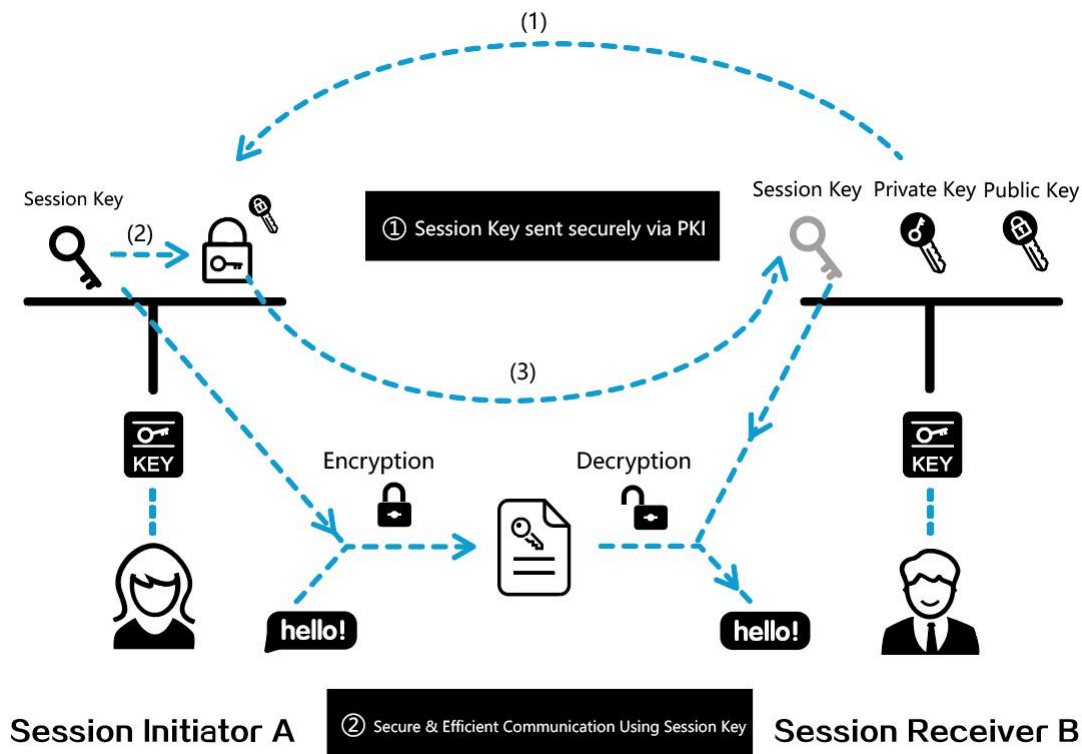 (1)
Session Key
(2)
① Session Key sent securely via PKI
Session Key Private Key Public Key
(3)
KEY
KEY
Encryption
Decryption
hello!
hello!
Session Initiator A
② Secure & Efficient Communication Using Session Key
Session Receiver B